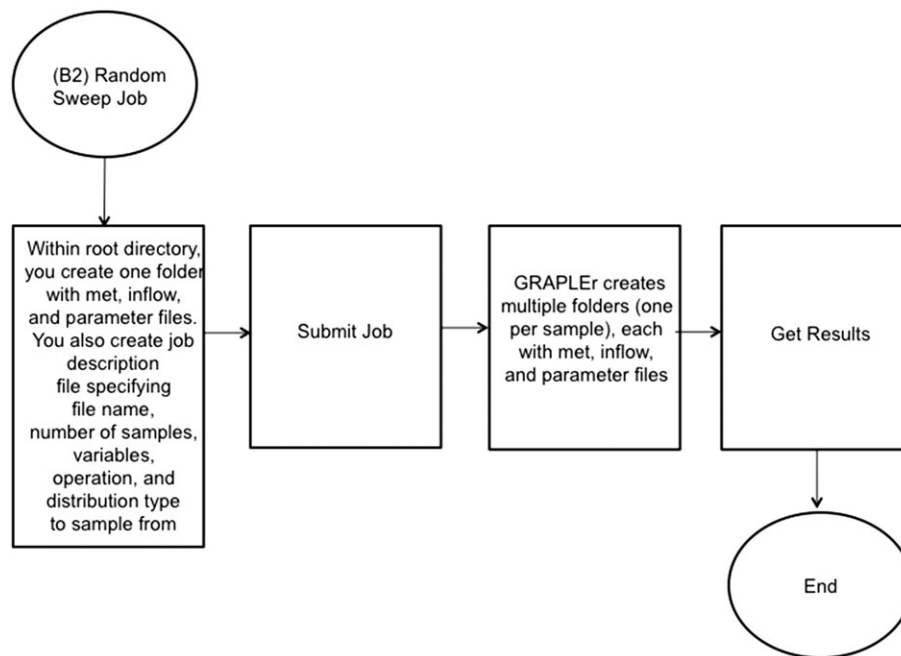 (B2) Random
Sweep Job
Within root directory,
you create one folder
with met, inflow,
and parameter files.
You also create job
description
file specifying
file name,
number of samples,
variables,
operation, and
distribution type
to sample from
Submit Job
GRAPLEr creates
multiple folders (one
per sample), each
with met, inflow,
and parameter files
Get Results
End